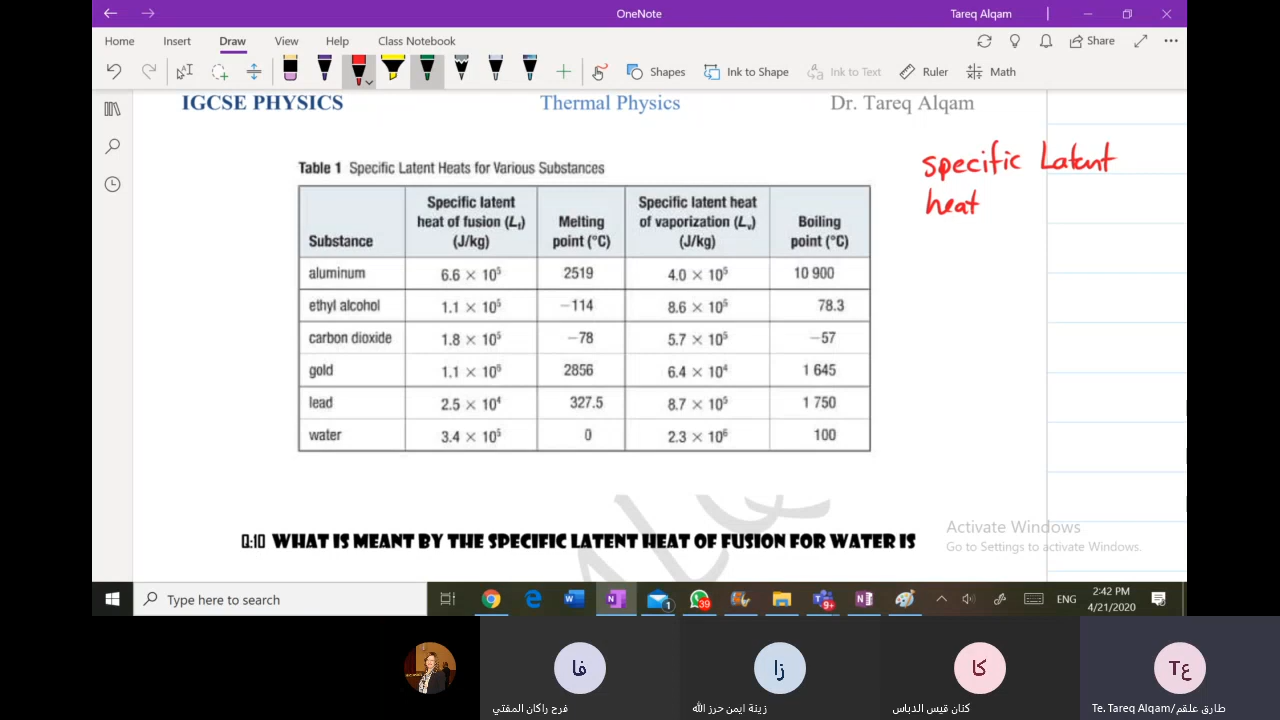 OneNote
Tareq Alqam
Home Insert Draw View Help Class Notebook
Share
Shapes Ink to Shape Ink to Text Ruler Math
IGCSE PHYSICS Thermal Physics Dr. Tareq Alqam
Table 1 Specific Latent Heats for Various Substances
Substance Specific latent heat of fusion (Lf) (J/kg) Melting point (°C) Specific latent heat of vaporization (Lv) (J/kg) Boiling point (°C)
aluminum 6.6 × 10⁵ 2519 4.0 × 10⁵ 10 900
ethyl alcohol 1.1 × 10⁵ −114 8.6 × 10⁵ 78.3
carbon dioxide 1.8 × 10⁵ −78 5.7 × 10⁵ −57
gold 1.1 × 10⁶ 2856 6.4 × 10⁴ 1 645
lead 2.5 × 10⁴ 327.5 8.7 × 10⁵ 1 750
water 3.4 × 10⁵ 0 2.3 × 10⁶ 100
specific Latent
heat
Q:10 WHAT IS MEANT BY THE SPECIFIC LATENT HEAT OF FUSION FOR WATER IS
Activate Windows
Go to Settings to activate Windows.
Type here to search
1
39
9+
ENG
2:42 PM
4/21/2020
فا
زا
كا
Tع
فرح راكان المفتي
زينة ايمن حرز الله
كنان قيس الدباس
Te. Tareq Alqam/طارق علقم